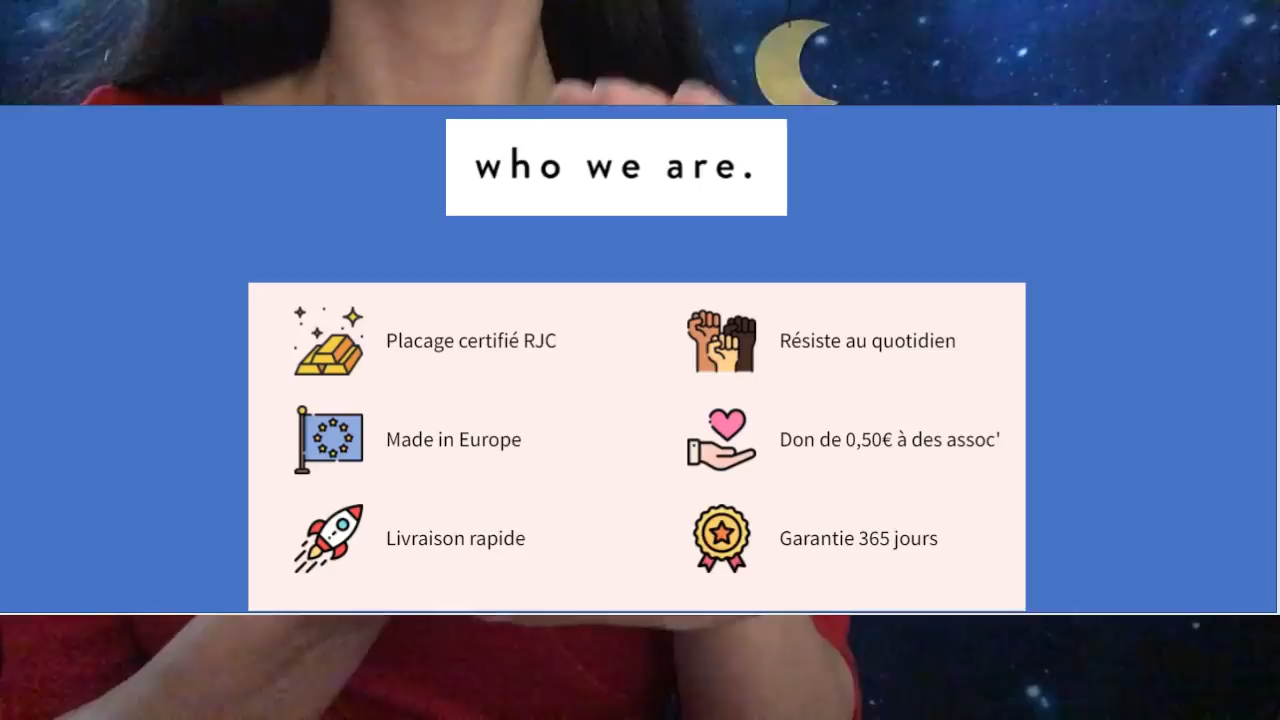 who we are.
Placage certifié RJC
Résiste au quotidien
Made in Europe
Don de 0,50€ à des assoc'
Livraison rapide
Garantie 365 jours